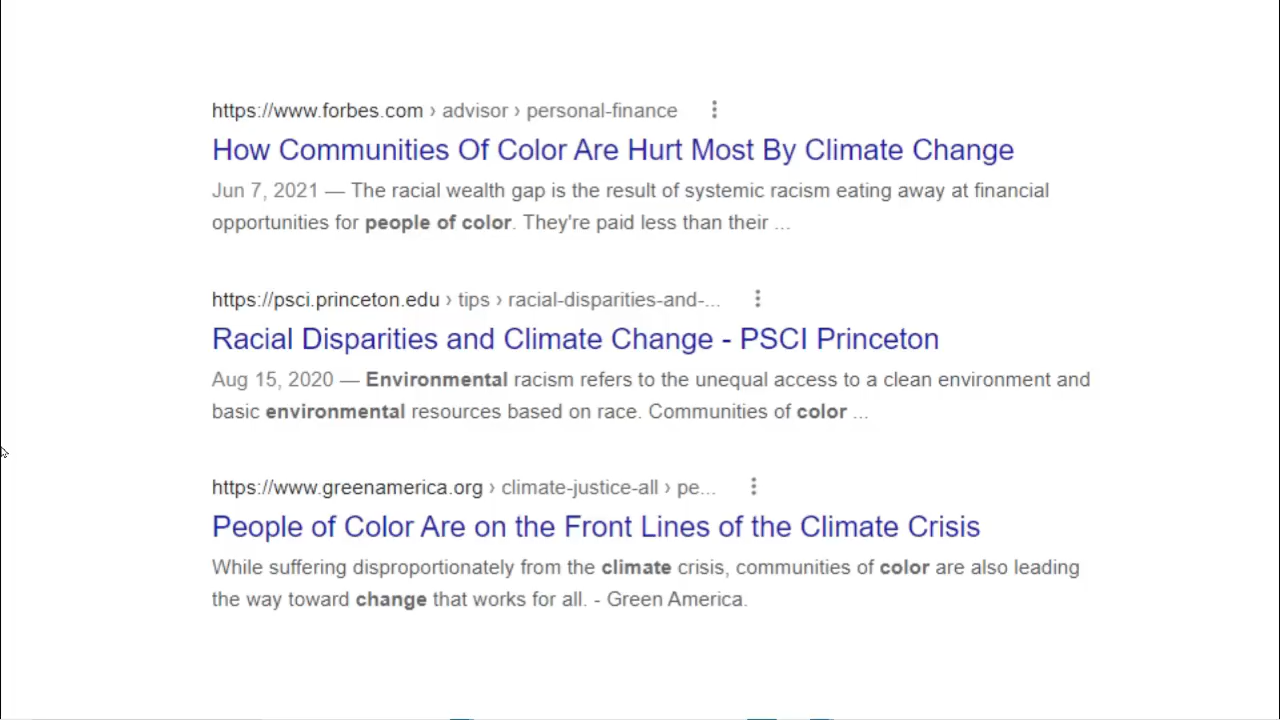 https://www.forbes.com › advisor › personal-finance
How Communities Of Color Are Hurt Most By Climate Change
Jun 7, 2021 — The racial wealth gap is the result of systemic racism eating away at financial
opportunities for people of color. They're paid less than their ...
https://psci.princeton.edu › tips › racial-disparities-and-...
Racial Disparities and Climate Change - PSCI Princeton
Aug 15, 2020 — Environmental racism refers to the unequal access to a clean environment and
basic environmental resources based on race. Communities of color ...
https://www.greenamerica.org › climate-justice-all › pe...
People of Color Are on the Front Lines of the Climate Crisis
While suffering disproportionately from the climate crisis, communities of color are also leading
the way toward change that works for all. - Green America.